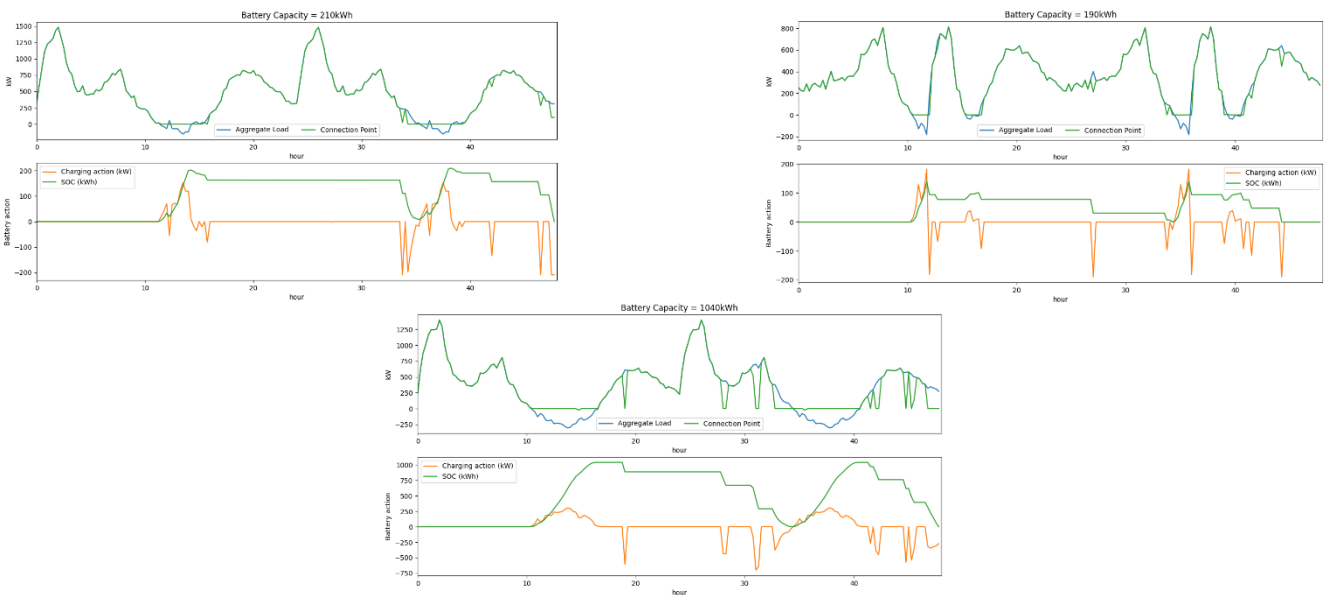 Battery Capacity = 210kWh
kW
1500
1250
1000
750
500
250
0
Aggregate Load
Connection Point
0
10
20
30
40
hour
Battery action
200
100
0
−100
−200
Charging action (kW)
SOC (kWh)
0
10
20
30
40
hour
Battery Capacity = 190kWh
kW
800
600
400
200
0
−200
Aggregate Load
Connection Point
0
10
20
30
40
hour
Battery action
200
100
0
−100
−200
Charging action (kW)
SOC (kWh)
0
10
20
30
40
hour
Battery Capacity = 1040kWh
kW
1250
1000
750
500
250
0
−250
Aggregate Load
Connection Point
0
10
20
30
40
hour
Battery action
1000
750
500
250
0
−250
−500
−750
Charging action (kW)
SOC (kWh)
0
10
20
30
40
hour